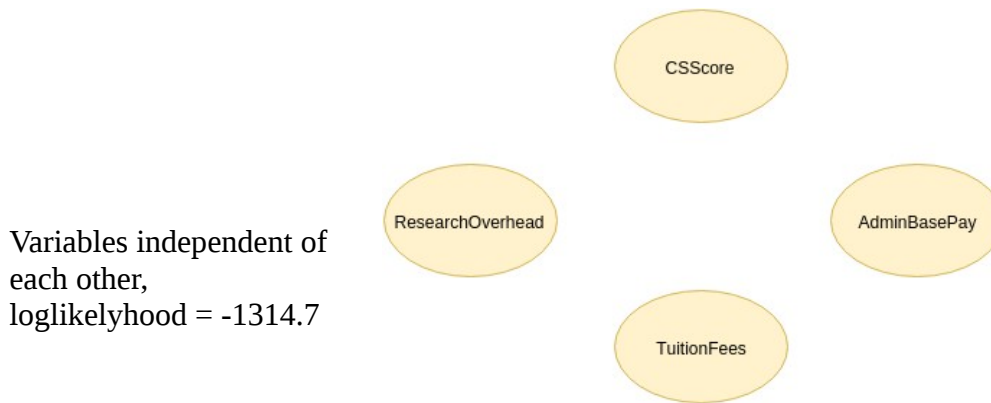 CSScore
ResearchOverhead
AdminBasePay
Variables independent of
each other,
loglikelyhood = -1314.7
TuitionFees